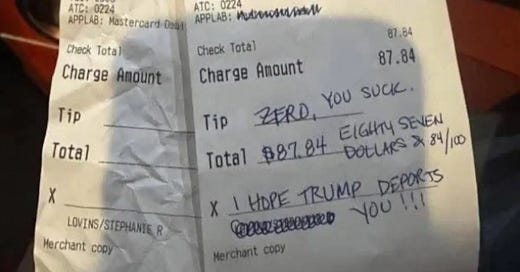 ATC: 0224
APPLAB: Mastercard
Check Total
Charge Amount
Tip
Total
X
LOVINS/STEPHANIE R
Merchant copy
ATC: 0224
APPLAB:
Check Total 87.84
Charge Amount 87.84
Tip ZERO, YOU SUCK.
Total $87.84 EIGHTY SEVEN
DOLLARS & 84/100
X I HOPE TRUMP DEPORTS
YOU!!!
Merchant copy